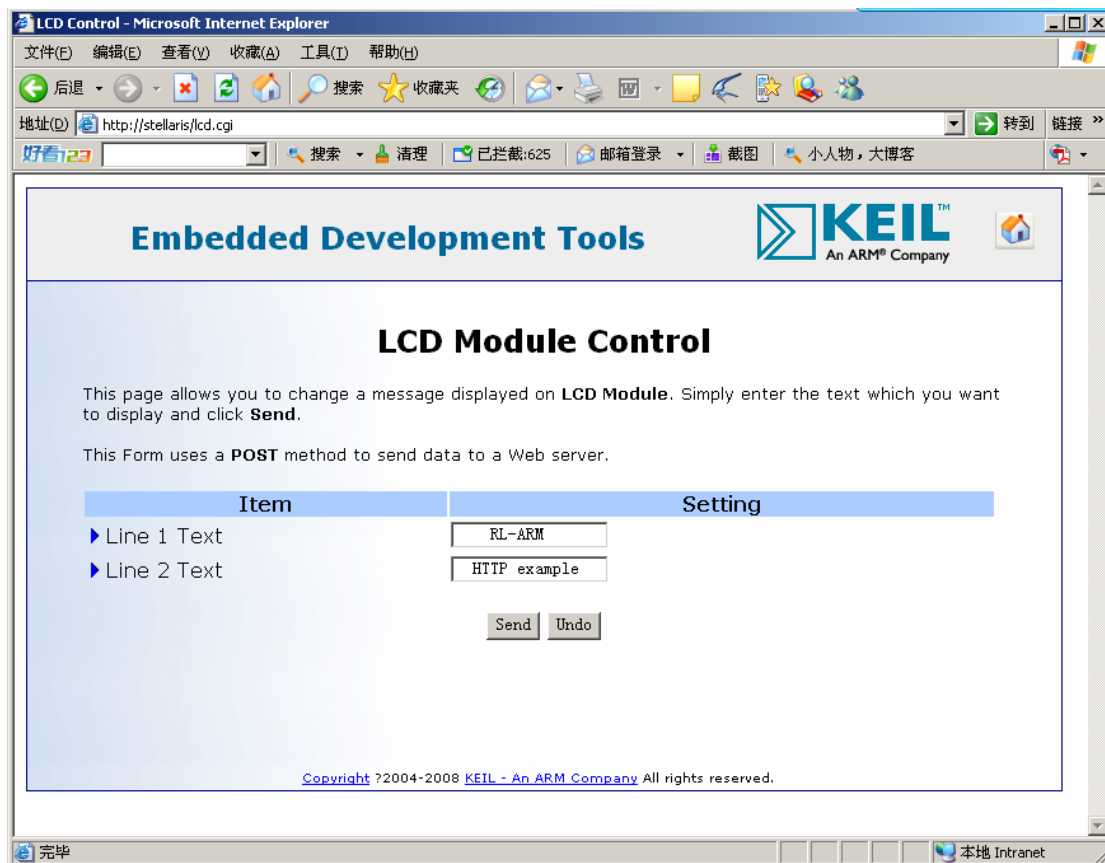 LCD Control - Microsoft Internet Explorer
文件(F) 编辑(E) 查看(V) 收藏(A) 工具(T) 帮助(H)
后退 搜索 收藏夹
地址(D) http://stellaris/lcd.cgi 转到 链接 »
好看123 搜索 清理 已拦截:625 邮箱登录 截图 小人物，大博客
Embedded Development Tools
KEIL™
An ARM® Company
LCD Module Control
This page allows you to change a message displayed on LCD Module. Simply enter the text which you want
to display and click Send.
This Form uses a POST method to send data to a Web server.
Item Setting
Line 1 Text RL-ARM
Line 2 Text HTTP example
Send Undo
Copyright ?2004-2008 KEIL - An ARM Company All rights reserved.
完毕 本地 Intranet